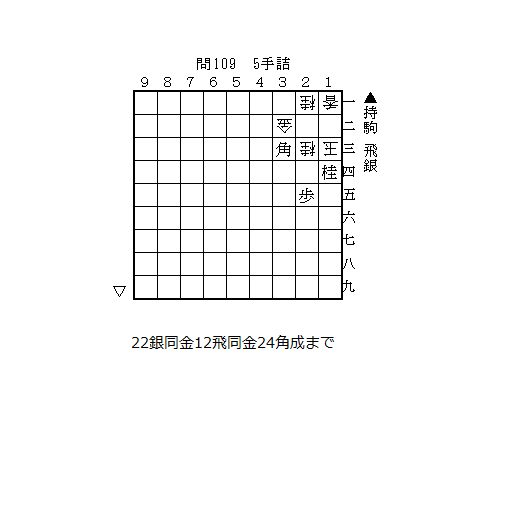 問109 5手詰
9 8 7 6 5 4 3 2 1
桂 香 一
金 二
角 桂 王 三
桂 四
歩 五
六
七
八
九
▲持駒 飛銀
▽
22銀同金12飛同金24角成まで